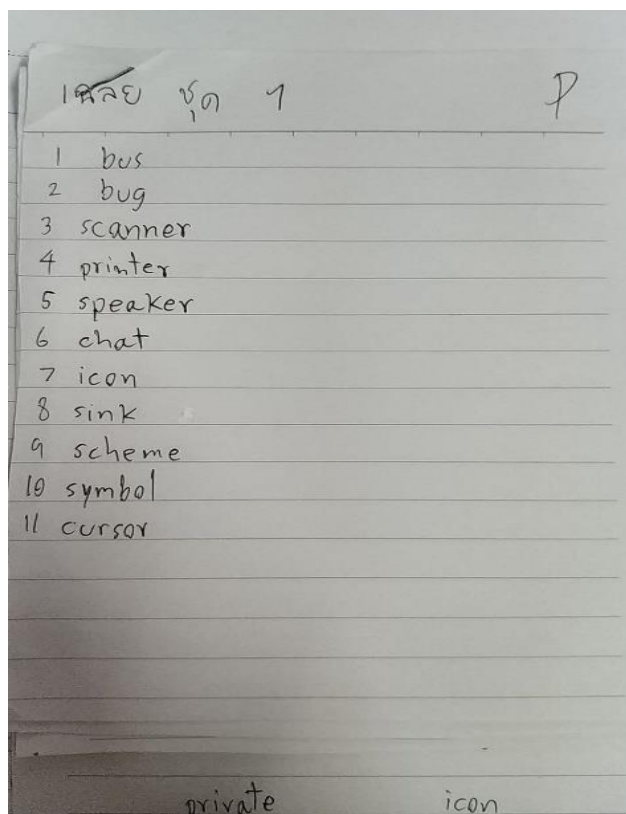 เฉลย ชุด 1 P
1 bus
2 bug
3 scanner
4 printer
5 speaker
6 chat
7 icon
8 sink
9 scheme
10 symbol
11 cursor
private icon